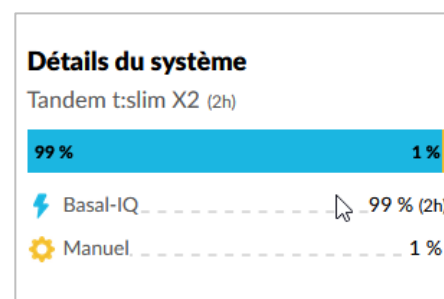 Détails du système
Tandem t:slim X2 (2h)
99 % 1 %
Basal-IQ 99 % (2h)
Manuel 1 %